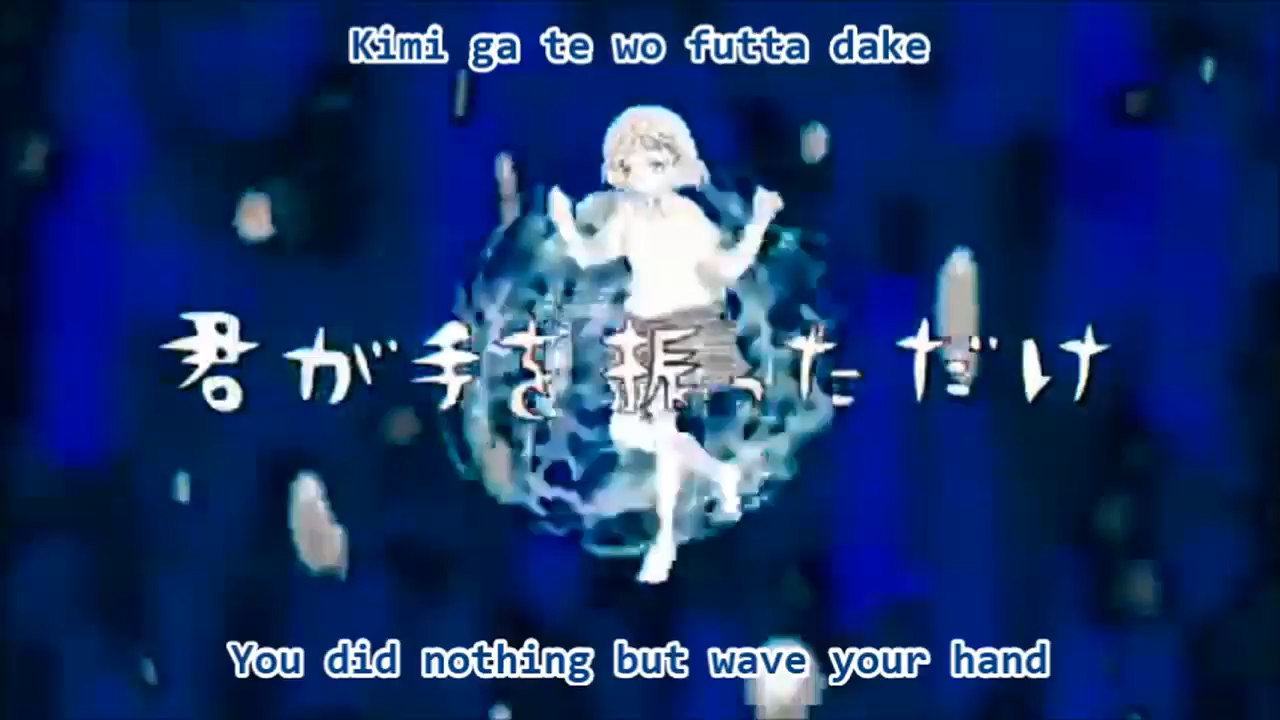 Kimi ga te wo futta dake
君が手を振っただけ
You did nothing but wave your hand